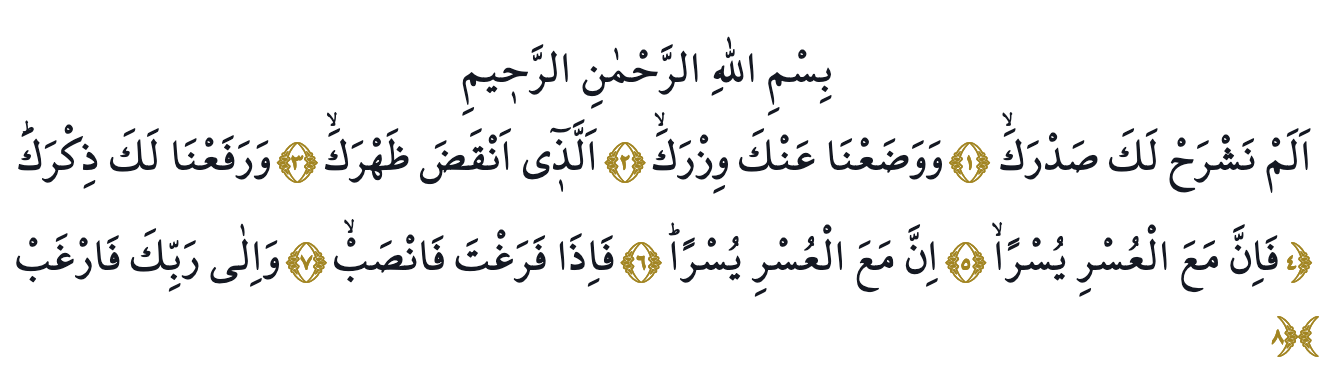 بِسْمِ اللّٰهِ الرَّحْمٰنِ الرَّحٖيمِ
اَلَمْ نَشْرَحْ لَكَ صَدْرَكَۙ ﴿١﴾ وَوَضَعْنَا عَنْكَ وِزْرَكَۙ ﴿٢﴾ اَلَّذٖٓى اَنْقَضَ ظَهْرَكَۙ ﴿٣﴾ وَرَفَعْنَا لَكَ ذِكْرَكَؕ
﴿٤﴾ فَاِنَّ مَعَ الْعُسْرِ يُسْرًاۙ ﴿٥﴾ اِنَّ مَعَ الْعُسْرِ يُسْرًاؕ ﴿٦﴾ فَاِذَا فَرَغْتَ فَانْصَبْۙ ﴿٧﴾ وَاِلٰى رَبِّكَ فَارْغَبْ
﴿٨﴾